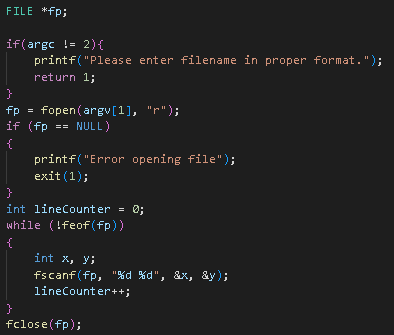 FILE *fp;

if(argc != 2){
    printf("Please enter filename in proper format.");
    return 1;
}
fp = fopen(argv[1], "r");
if (fp == NULL)
{
    printf("Error opening file");
    exit(1);
}
int lineCounter = 0;
while (!feof(fp))
{
    int x, y;
    fscanf(fp, "%d %d", &x, &y);
    lineCounter++;
}
fclose(fp);